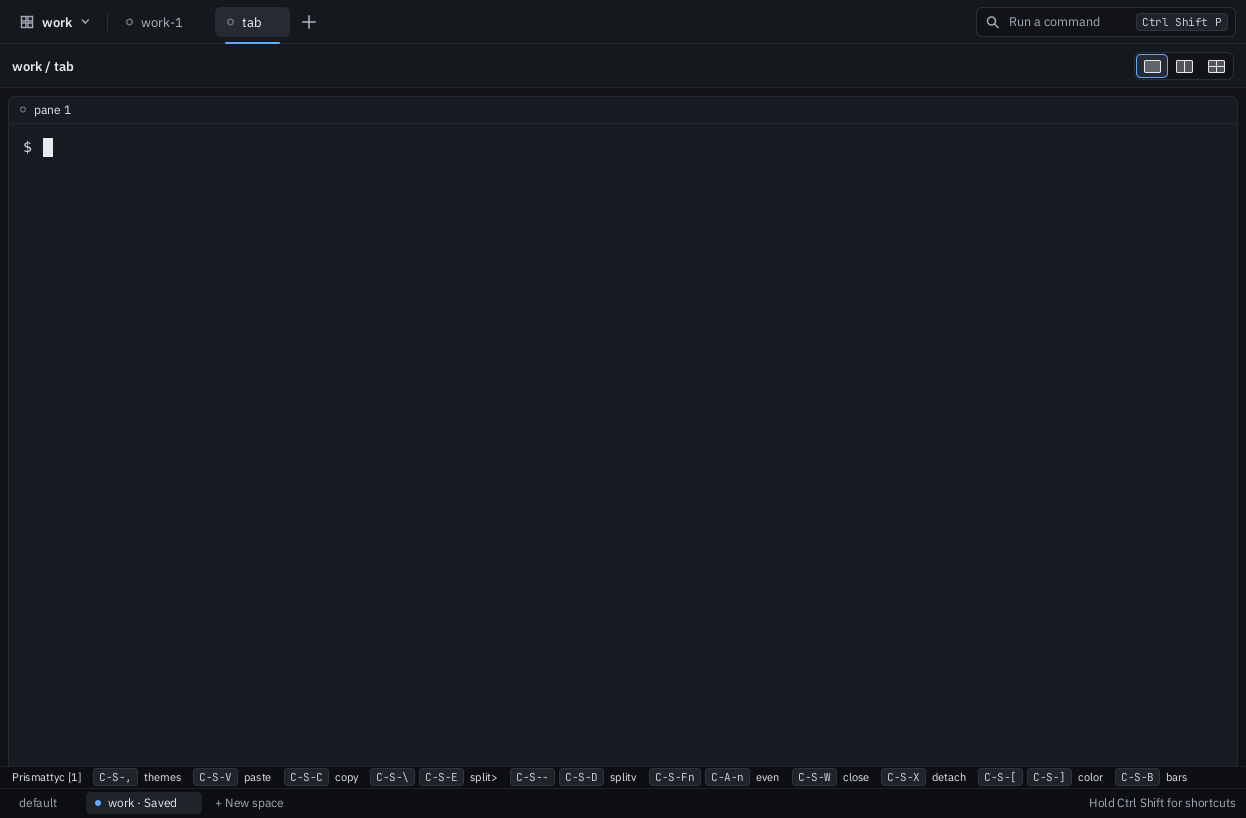 work work-1 tab Run a command Ctrl Shift P
work / tab
pane 1
$
Prismattyc [1] C-S-, themes C-S-V paste C-S-C copy C-S-\ C-S-E split> C-S-- C-S-D splitv C-S-Fn C-A-n even C-S-W close C-S-X detach C-S-[ C-S-] color C-S-B bars
default work · Saved + New space Hold Ctrl Shift for shortcuts